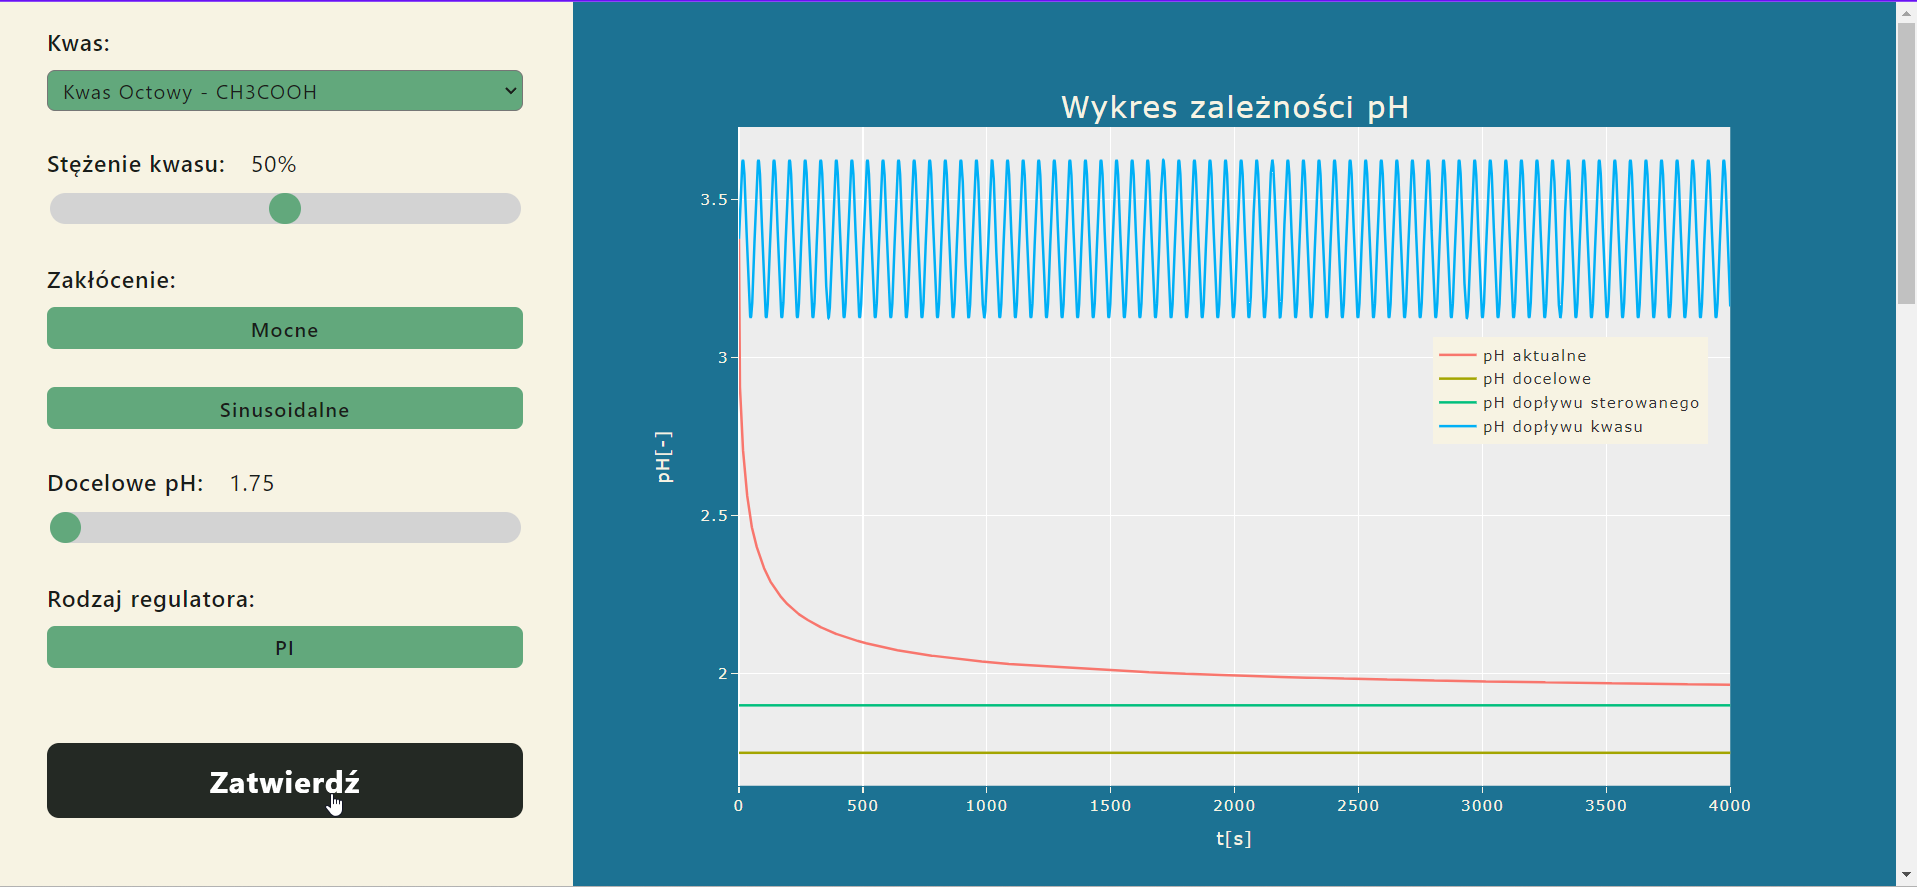 Kwas:
Kwas Octowy - CH3COOH
Stężenie kwasu: 50%
Zakłócenie:
Mocne
Sinusoidalne
Docelowe pH: 1.75
Rodzaj regulatora:
PI
Zatwierdź
Wykres zależności pH
3.5
3
2.5
2
pH[-]
pH aktualne
pH docelowe
pH dopływu sterowanego
pH dopływu kwasu
0 500 1000 1500 2000 2500 3000 3500 4000
t[s]